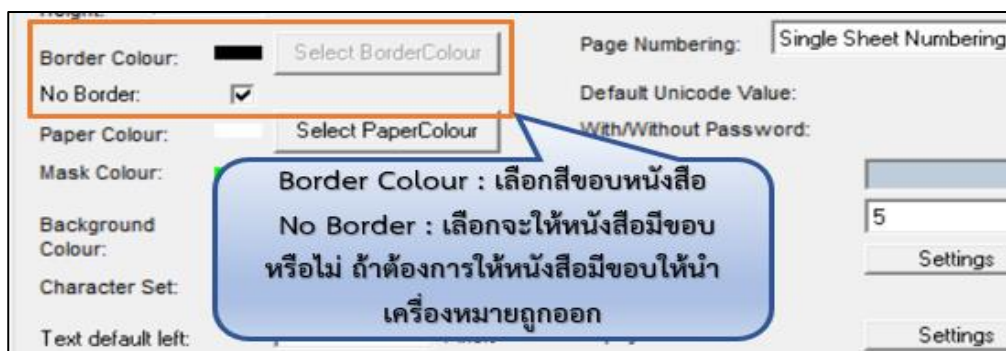 Border Colour: Select BorderColour Page Numbering: Single Sheet Numbering
No Border: Default Unicode Value:
Paper Colour: Select PaperColour With/Without Password:
Mask Colour:
Border Colour : เลือกสีขอบหนังสือ
No Border : เลือกจะให้หนังสือมีขอบ
หรือไม่ ถ้าต้องการให้หนังสือมีขอบให้นำ
เครื่องหมายถูกออก
Background
Colour: 5
Settings
Character Set:
Text default left: Settings